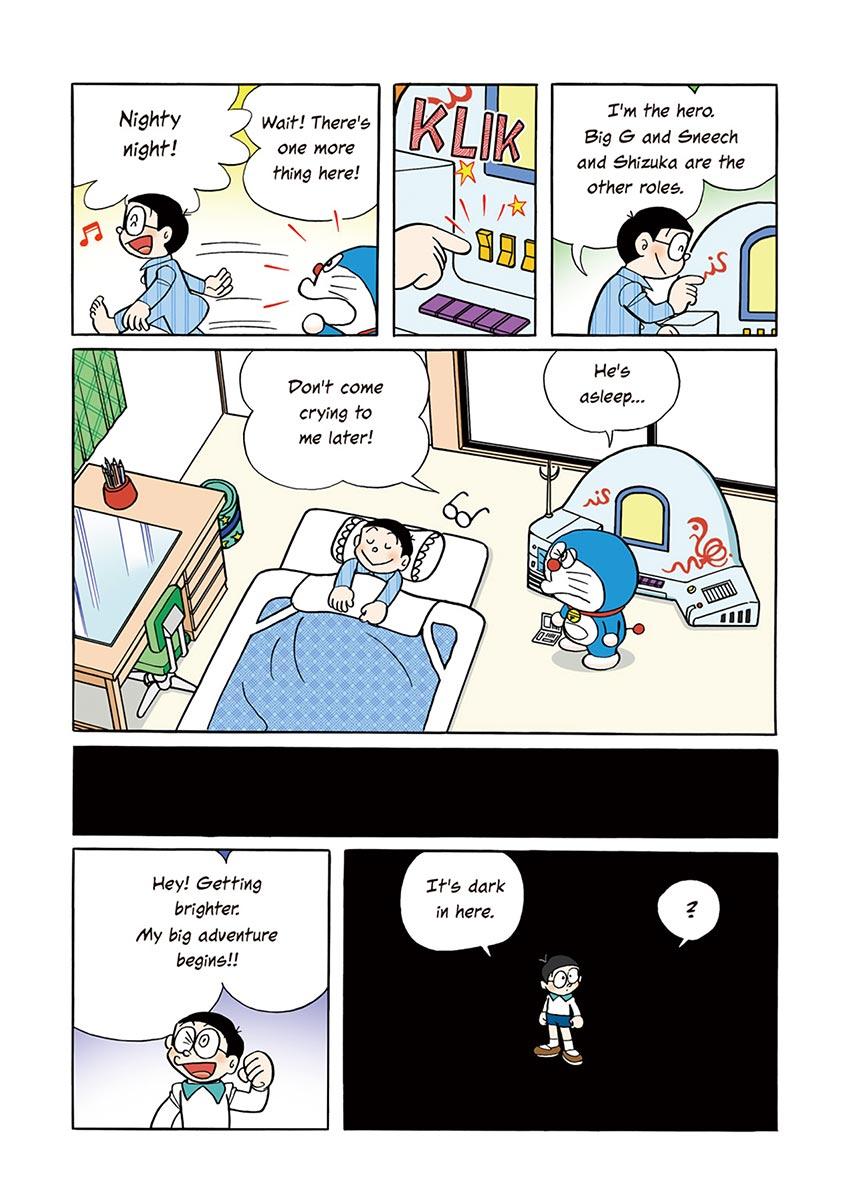 I'm the hero.
Big G and Sneech
and Shizuka are the
other roles.
KLIK
Wait! There's
one more
thing here!
Nighty
night!
He's
asleep...
Don't come
crying to
me later!
?
It's dark
in here.
Hey! Getting
brighter.
My big adventure
begins!!